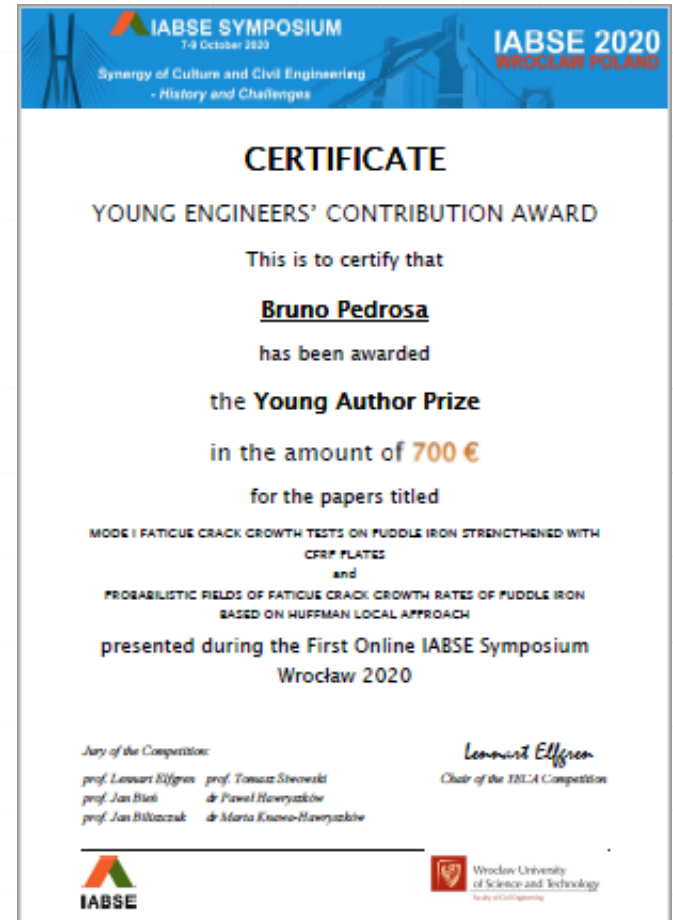 IABSE SYMPOSIUM
7-9 October 2020
Synergy of Culture and Civil Engineering
- History and Challenges
IABSE 2020
WROCŁAW POLAND
CERTIFICATE
YOUNG ENGINEERS' CONTRIBUTION AWARD
This is to certify that
Bruno Pedrosa
has been awarded
the Young Author Prize
in the amount of 700 €
for the papers titled
MODE I FATIGUE CRACK GROWTH TESTS ON PUDDLE IRON STRENGTHENED WITH
CFRP PLATES
and
PROBABILISTIC FIELDS OF FATIGUE CRACK GROWTH RATES OF PUDDLE IRON
BASED ON HUFFMAN LOCAL APPROACH
presented during the First Online IABSE Symposium
Wrocław 2020
Jury of the Competition:
prof. Lennart Elfgren prof. Tomasz Siwowski
prof. Jan Bień dr Paweł Hawryszków
prof. Jan Biliszczuk dr Marta Knawa-Hawryszków
Lennart Elfgren
Chair of the YECA Competition
IABSE
Wroclaw University
of Science and Technology
Faculty of Civil Engineering